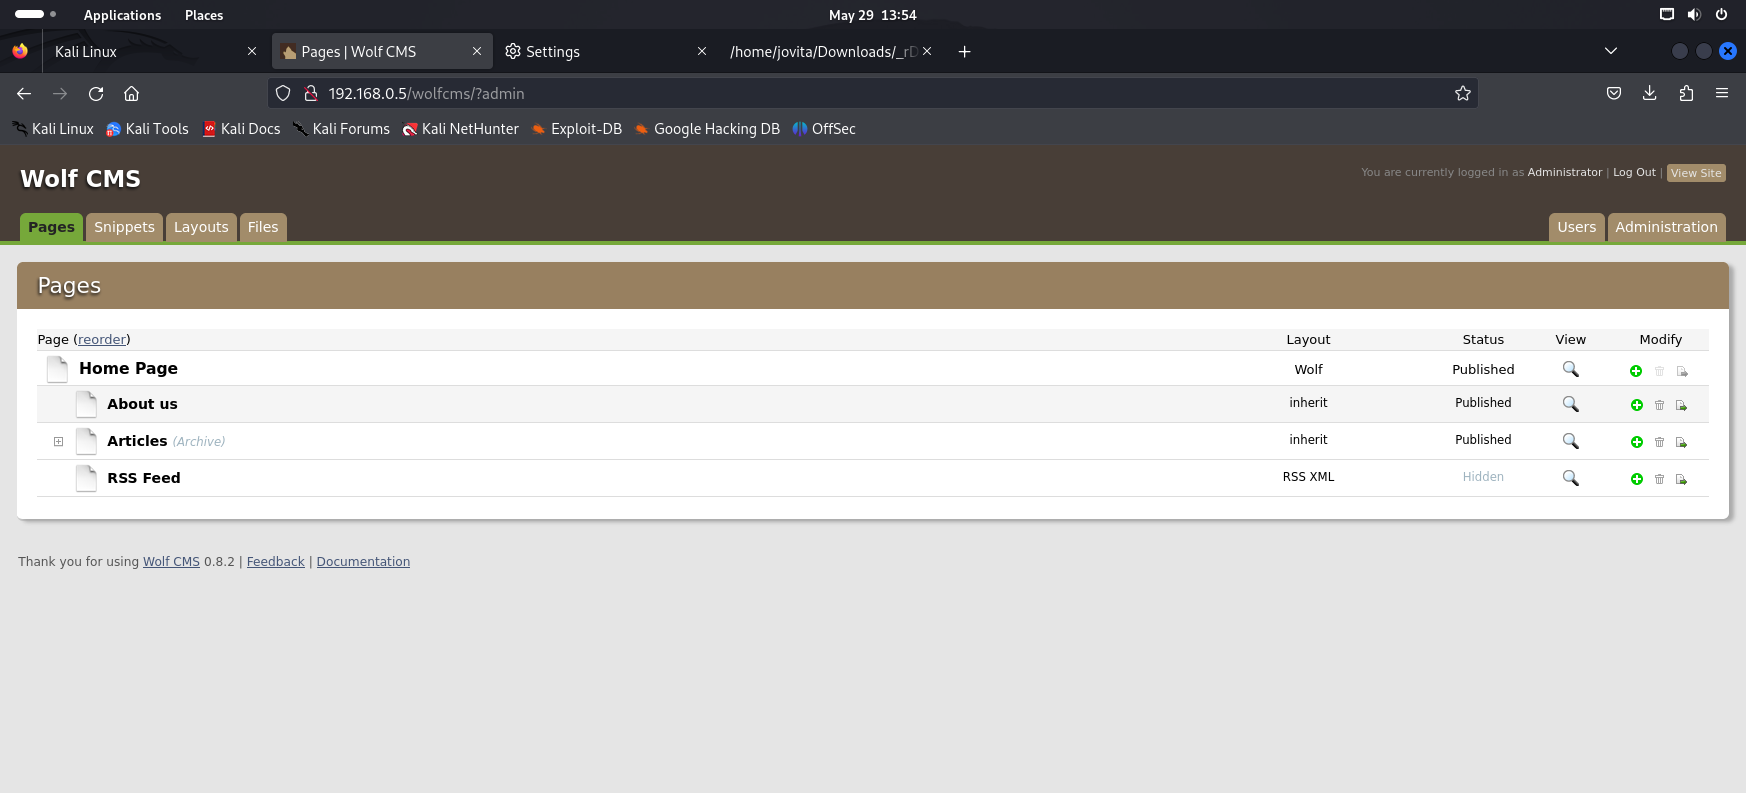 Applications Places May 29 13:54
Kali Linux Pages | Wolf CMS Settings /home/jovita/Downloads/_rD
192.168.0.5/wolfcms/?admin
Kali Linux Kali Tools Kali Docs Kali Forums Kali NetHunter Exploit-DB Google Hacking DB OffSec
Wolf CMS
You are currently logged in as Administrator | Log Out | View Site
Pages Snippets Layouts Files Users Administration
Pages
Page (reorder) Layout Status View Modify
Home Page Wolf Published
About us inherit Published
Articles (Archive) inherit Published
RSS Feed RSS XML Hidden
Thank you for using Wolf CMS 0.8.2 | Feedback | Documentation